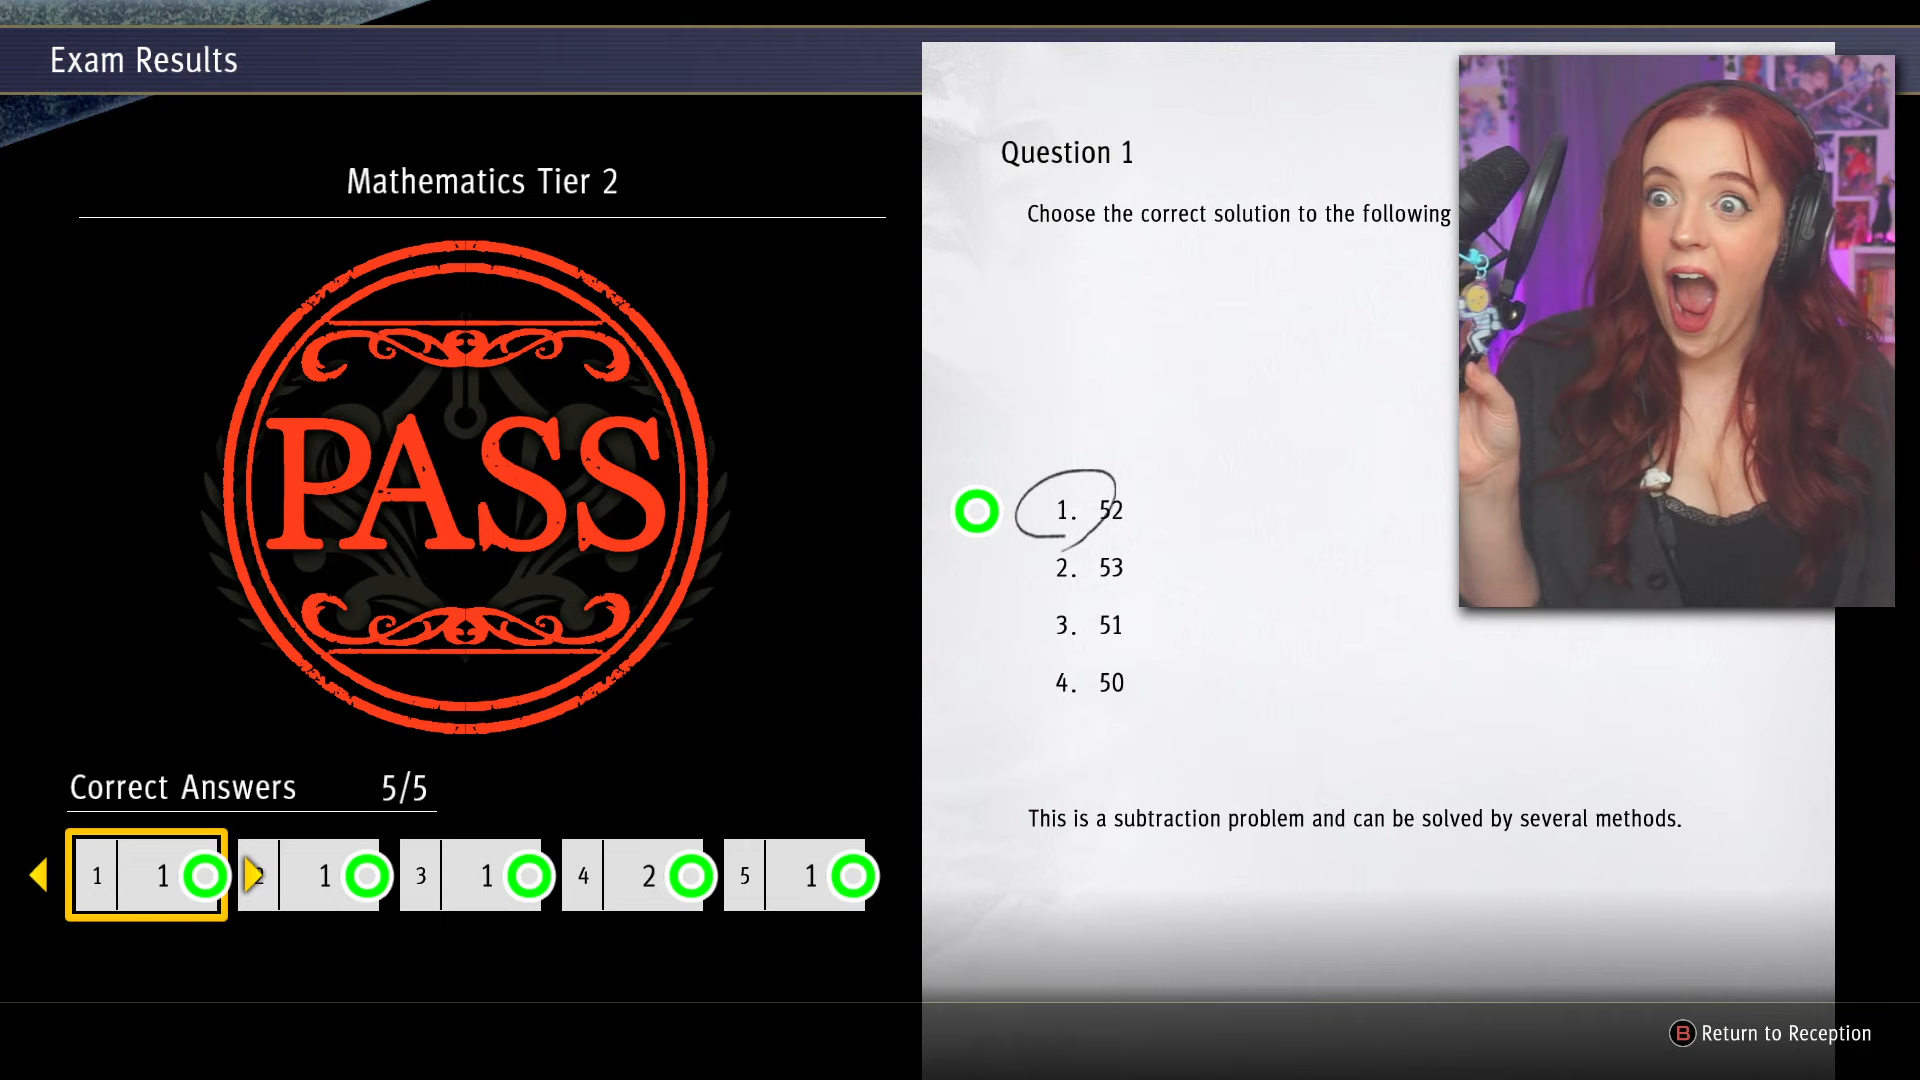 Exam Results
Mathematics Tier 2
PASS
Correct Answers 5/5
1 1
2 1
3 1
4 2
5 1
Question 1
Choose the correct solution to the following
1. 52
2. 53
3. 51
4. 50
This is a subtraction problem and can be solved by several methods.
B Return to Reception